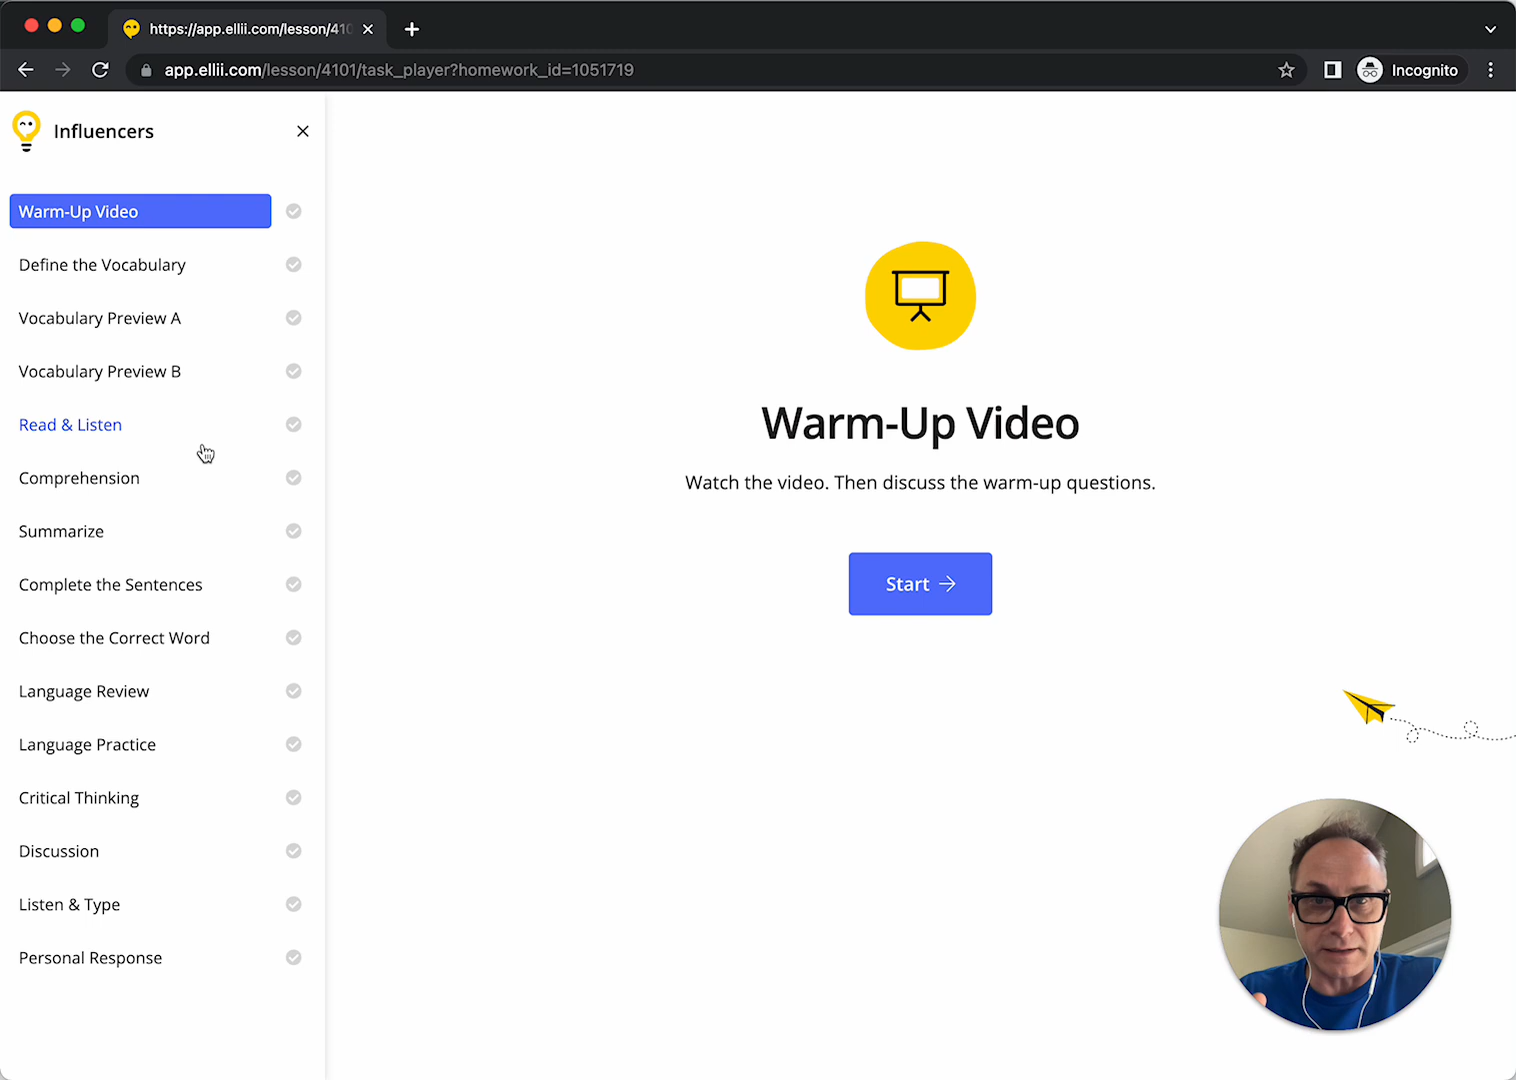 https://app.ellii.com/lesson/410
app.ellii.com/lesson/4101/task_player?homework_id=1051719
Incognito
Influencers
Warm-Up Video
Define the Vocabulary
Vocabulary Preview A
Vocabulary Preview B
Read & Listen
Comprehension
Summarize
Complete the Sentences
Choose the Correct Word
Language Review
Language Practice
Critical Thinking
Discussion
Listen & Type
Personal Response
Warm-Up Video
Watch the video. Then discuss the warm-up questions.
Start